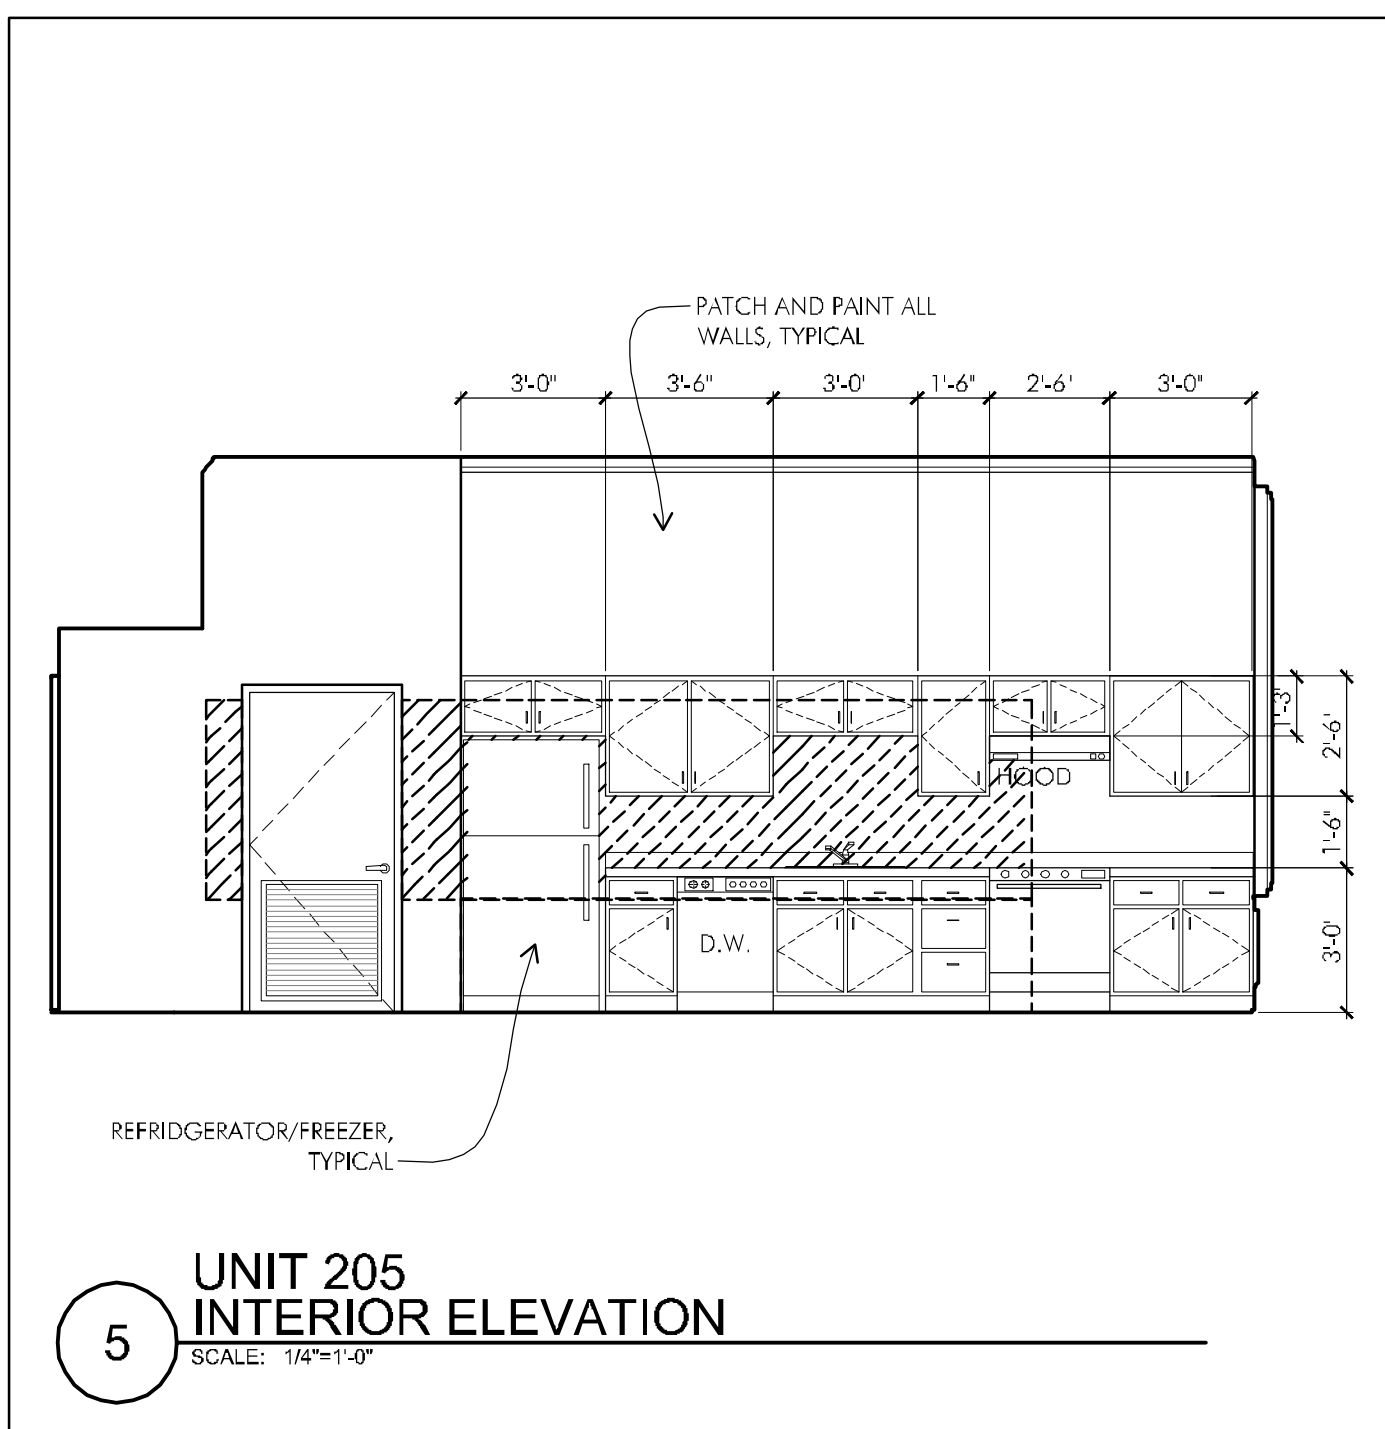 PATCH AND PAINT ALL
WALLS, TYPICAL
3'-0" 3'-6" 3'-0' 1'-6" 2'-6' 3'-0"
1'-3'
2'-6'
HOOD
1'-6"
D.W.
3'-0'
REFRIDGERATOR/FREEZER,
TYPICAL
UNIT 205
INTERIOR ELEVATION
5
SCALE: 1/4"=1'-0"